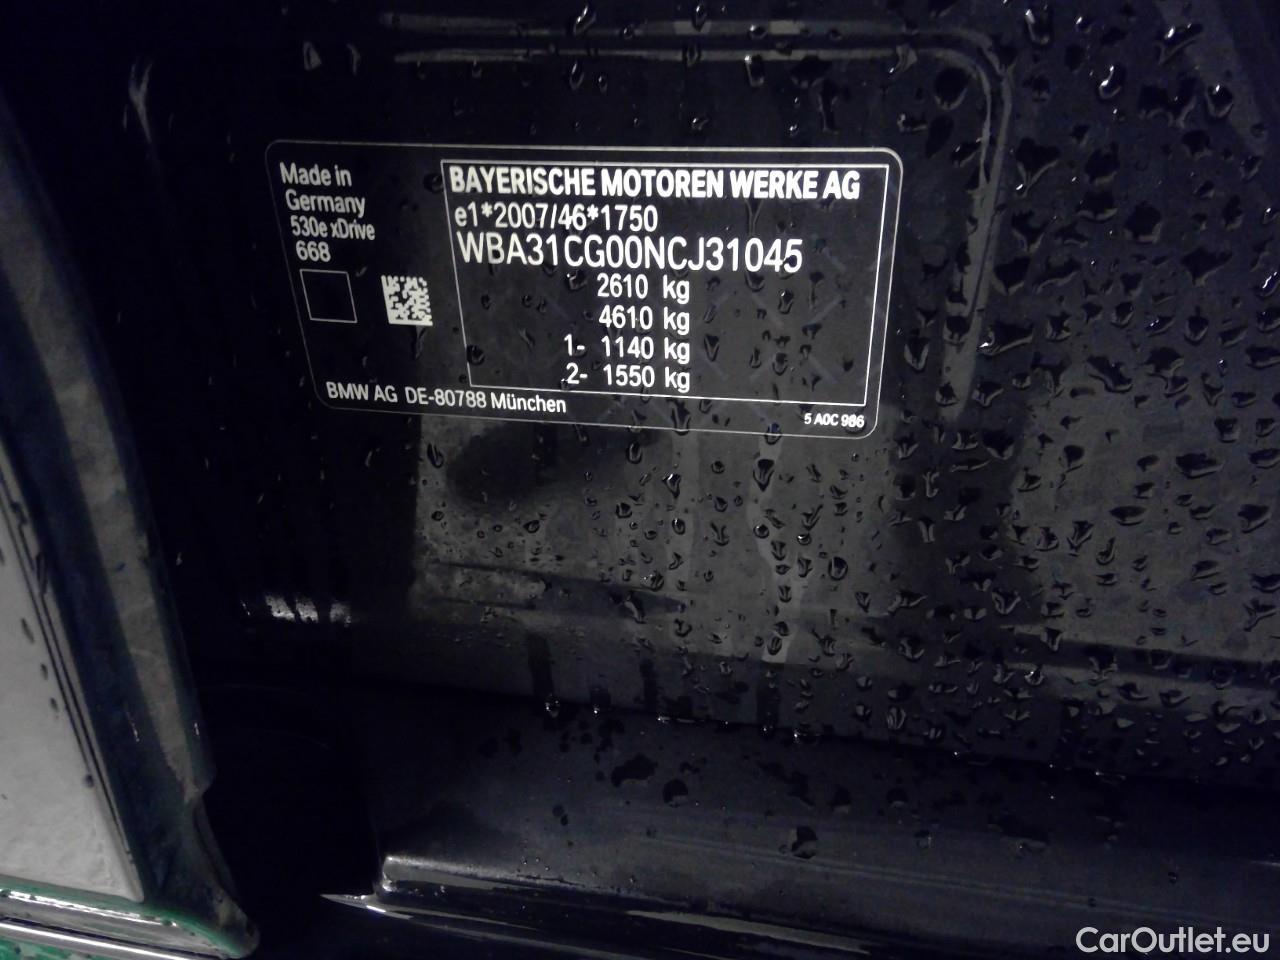 Made in
Germany
530e xDrive
668
BAYERISCHE MOTOREN WERKE AG
e1*2007/46*1750
WBA31CG00NCJ31045
2610 kg
4610 kg
1- 1140 kg
2- 1550 kg
BMW AG DE-80788 München
5 A0C 986
CarOutlet.eu